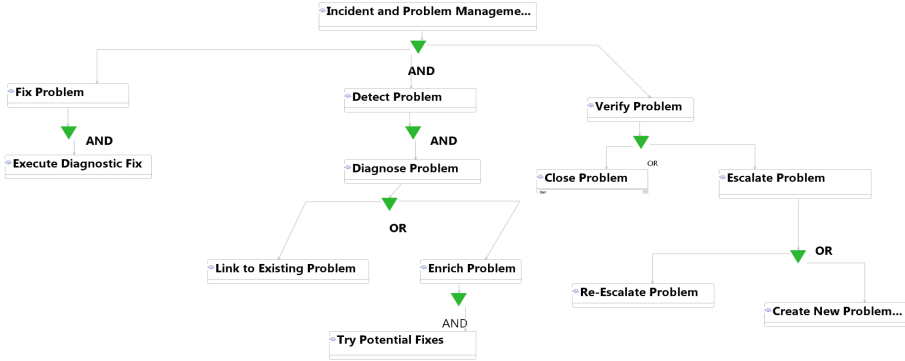 Incident and Problem Manageme...
AND
Fix Problem
Detect Problem
Verify Problem
AND
AND
Execute Diagnostic Fix
Diagnose Problem
OR
Close Problem
Escalate Problem
OR
OR
Link to Existing Problem
Enrich Problem
Re-Escalate Problem
Create New Problem...
AND
Try Potential Fixes